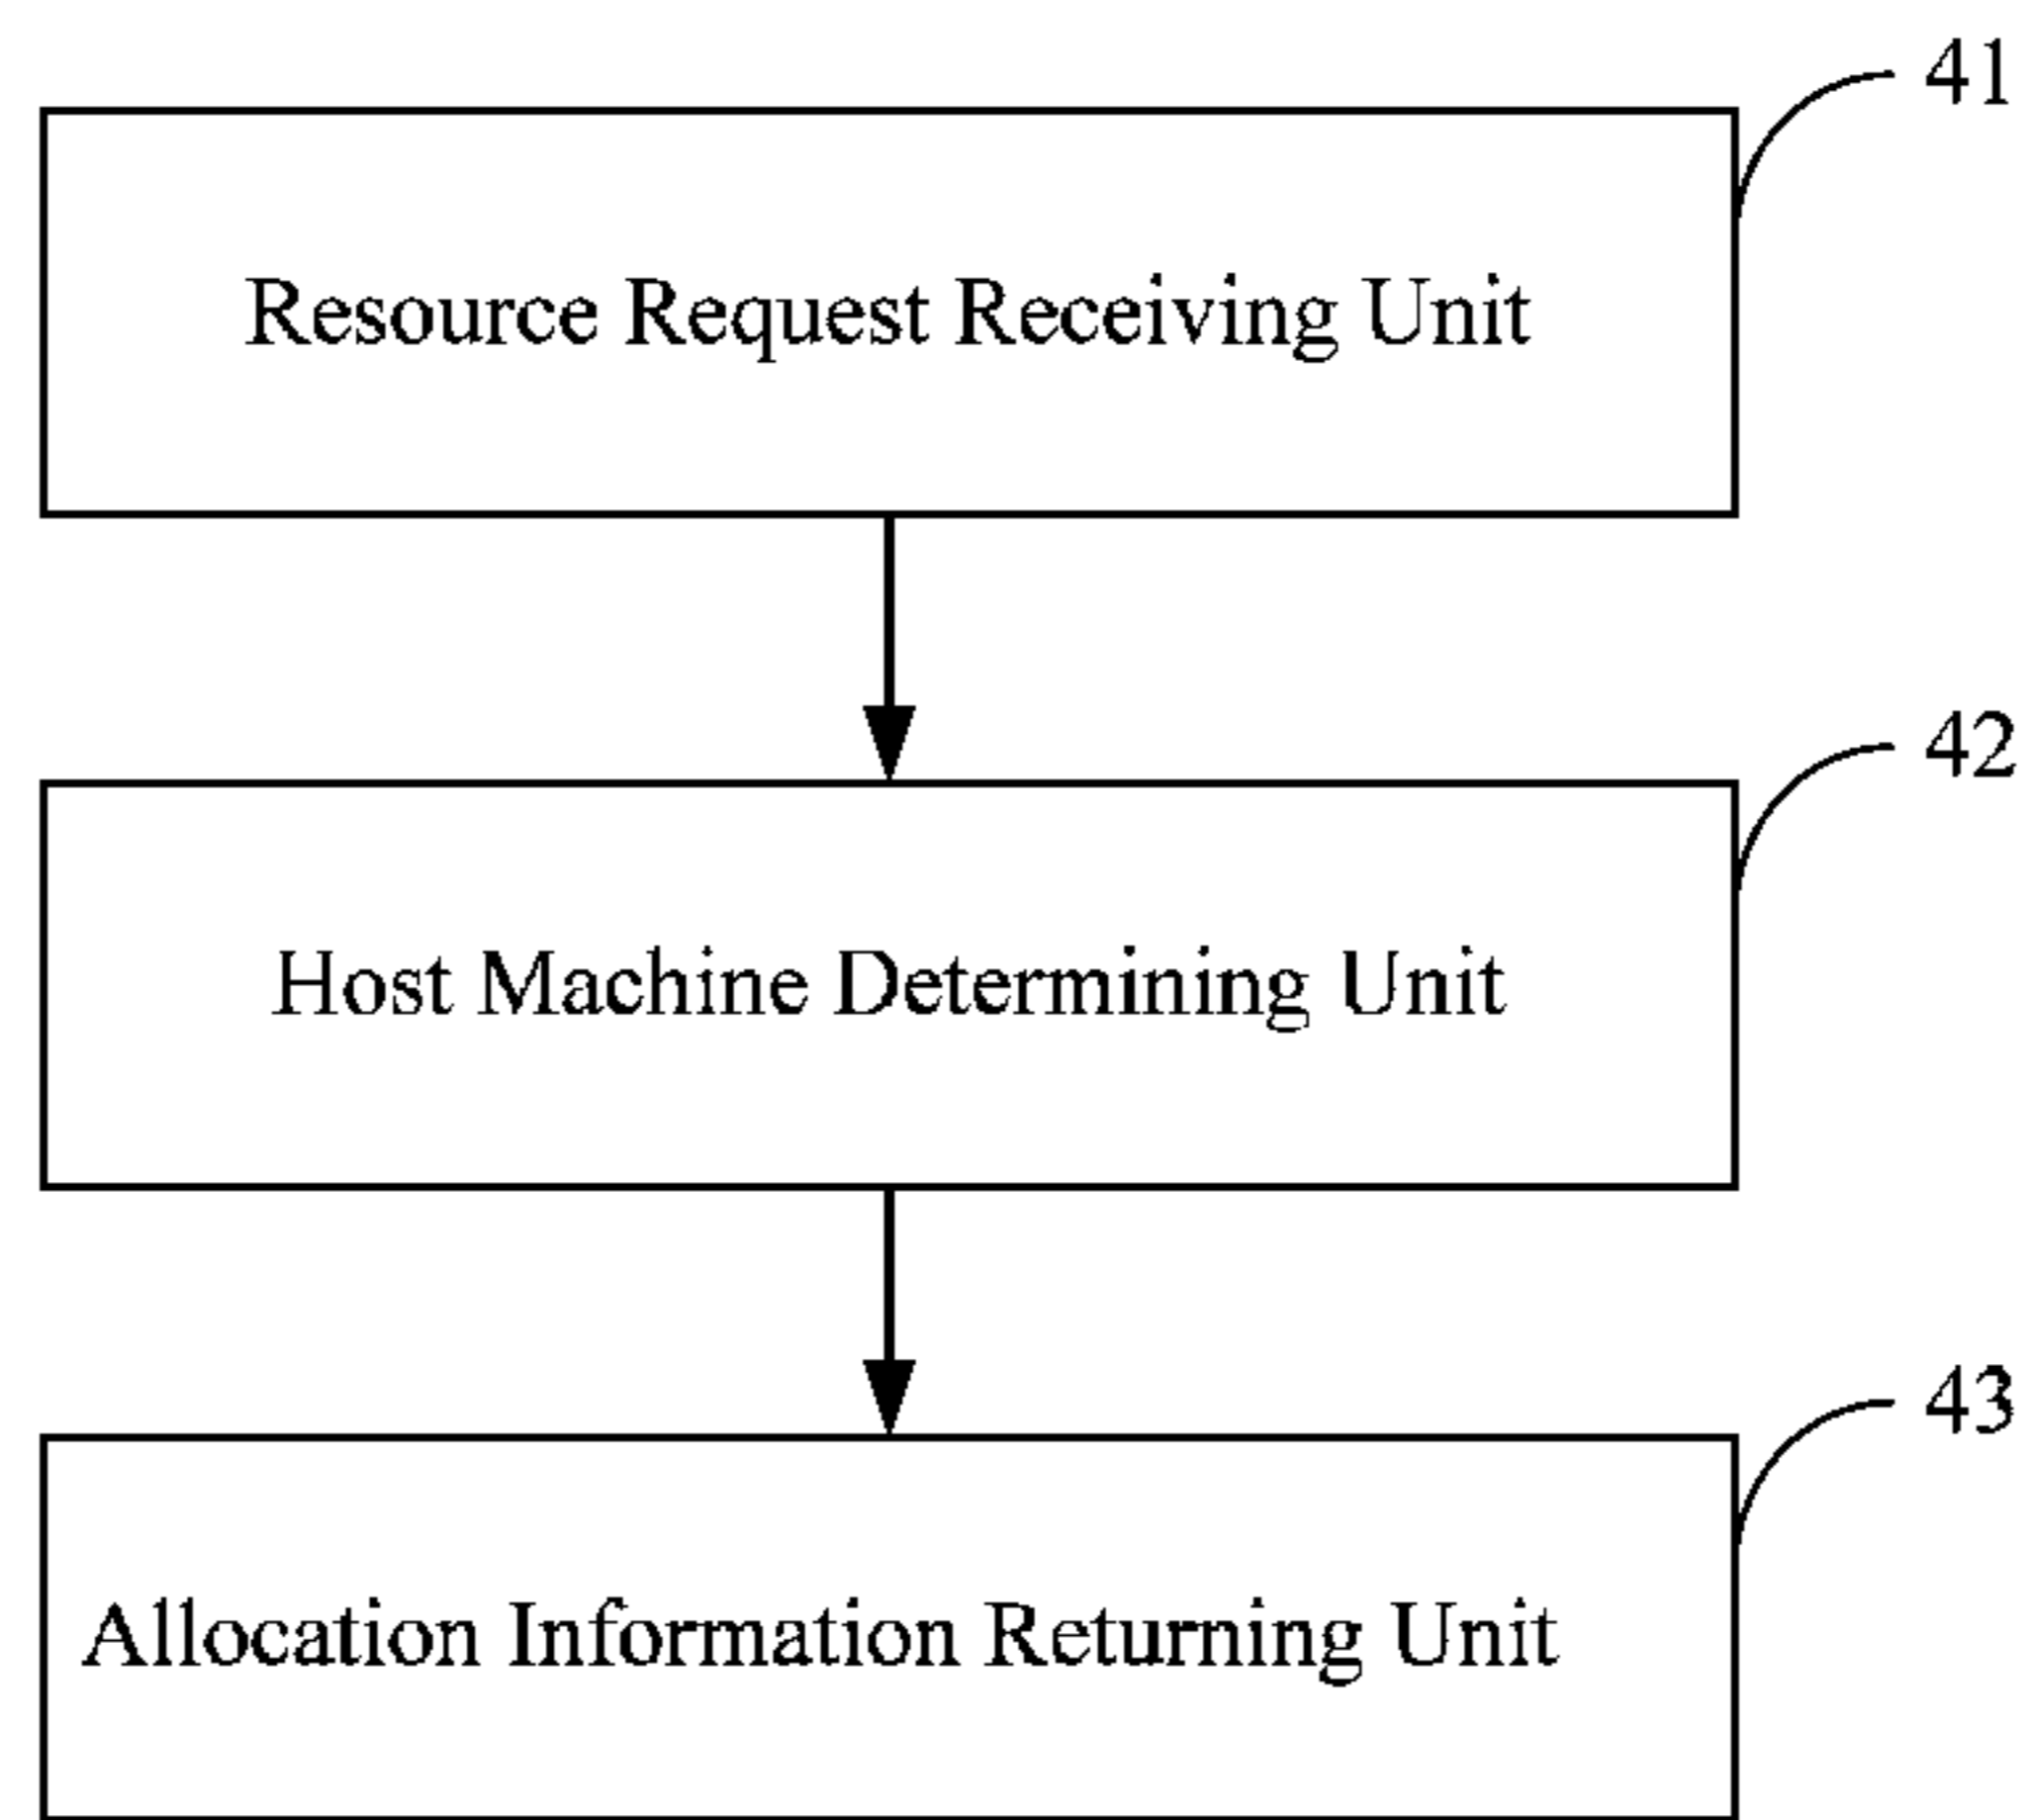 41
Resource Request Receiving Unit
42
Host Machine Determining Unit
43
Allocation Information Returning Unit